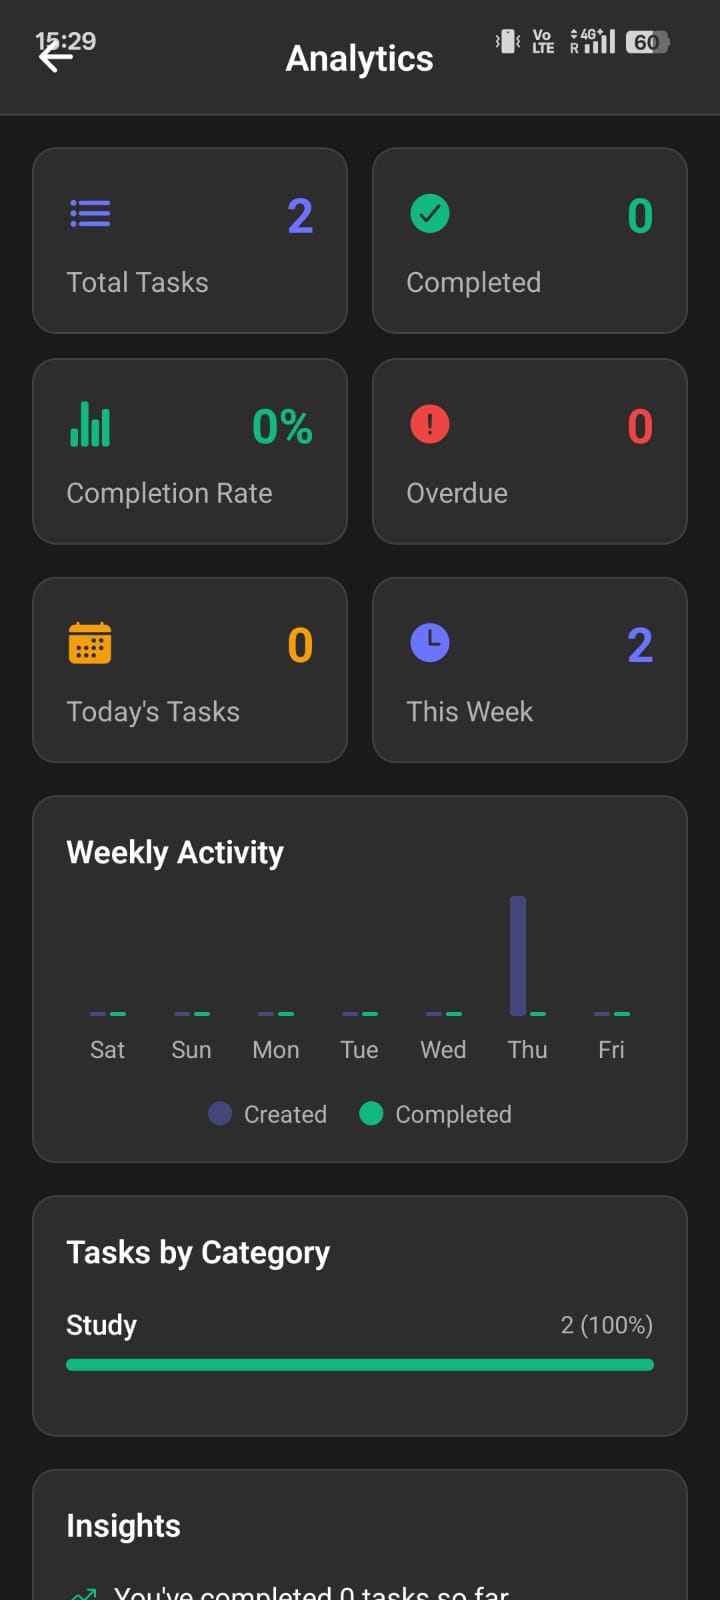 15:29
Vo
LTE
4G+
R
60
Analytics
2
Total Tasks
0
Completed
0%
Completion Rate
0
Overdue
0
Today's Tasks
2
This Week
Weekly Activity
Sat Sun Mon Tue Wed Thu Fri
Created Completed
Tasks by Category
Study 2 (100%)
Insights
You've completed 0 tasks so far